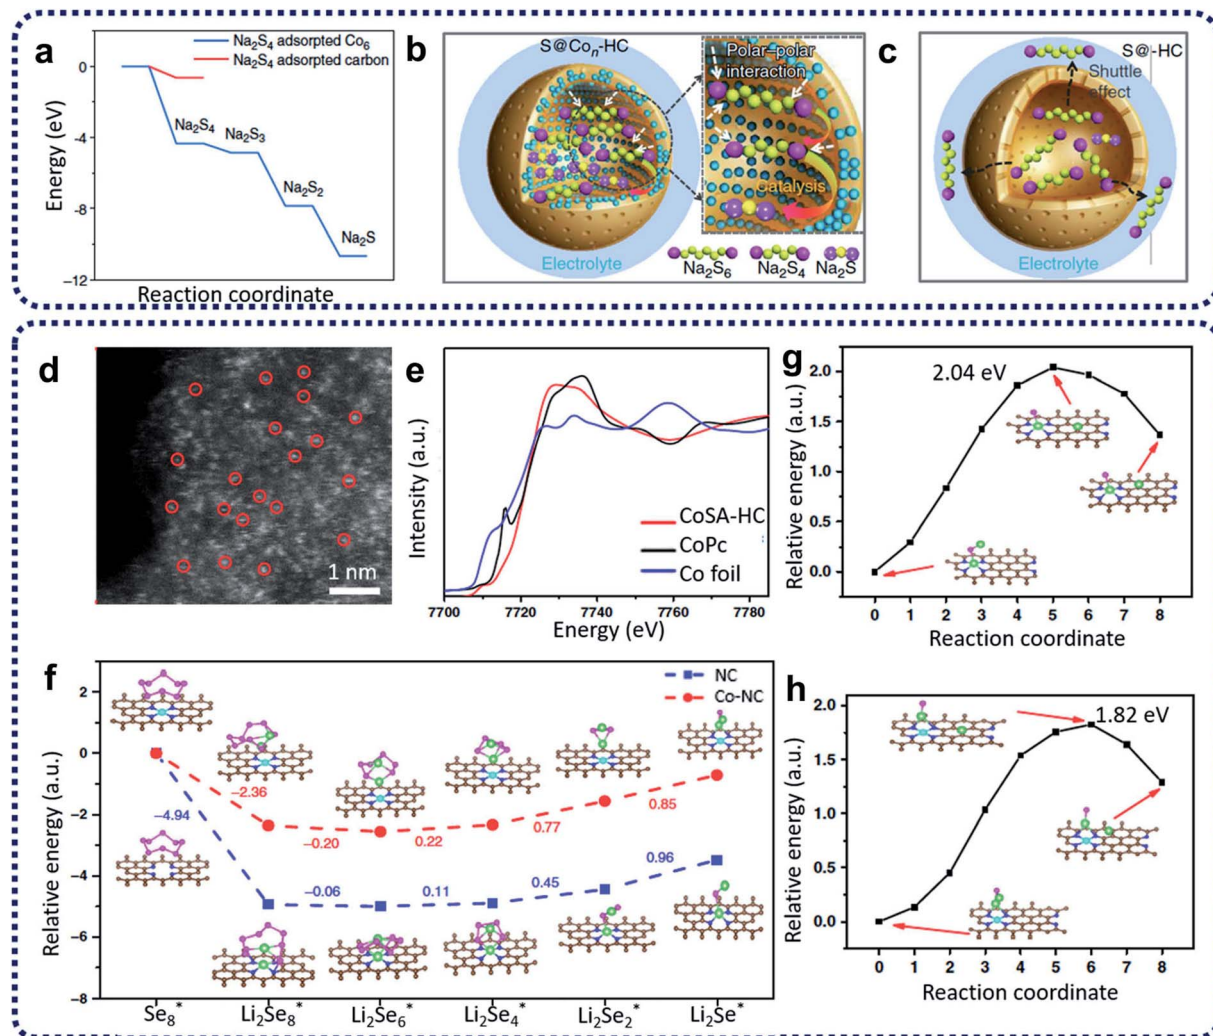 a
Na₂S₄ adsorpted Co₆
Na₂S₄ adsorpted carbon
0
−4
−8
−12
Energy (eV)
Na₂S₄
Na₂S₃
Na₂S₂
Na₂S
Reaction coordinate
b
S@Coₙ-HC
Polar–polar
interaction
Catalysis
Electrolyte
Na₂S₆
Na₂S₄
Na₂S
c
S@-HC
Shuttle
effect
Electrolyte
d
1 nm
e
Intensity (a.u.)
CoSA-HC
CoPc
Co foil
7700
7720
7740
7760
7780
Energy (eV)
g
2.04 eV
Relative energy (a.u.)
2.0
1.5
1.0
0.5
0.0
0 1 2 3 4 5 6 7 8
Reaction coordinate
f
NC
Co-NC
Relative energy (a.u.)
2
0
−2
−4
−6
−8
−2.36
−0.20
0.22
0.77
0.85
−4.94
−0.06
0.11
0.45
0.96
Se₈*
Li₂Se₈*
Li₂Se₆*
Li₂Se₄*
Li₂Se₂*
Li₂Se*
h
1.82 eV
Relative energy (a.u.)
2.0
1.5
1.0
0.5
0.0
0 1 2 3 4 5 6 7 8
Reaction coordinate